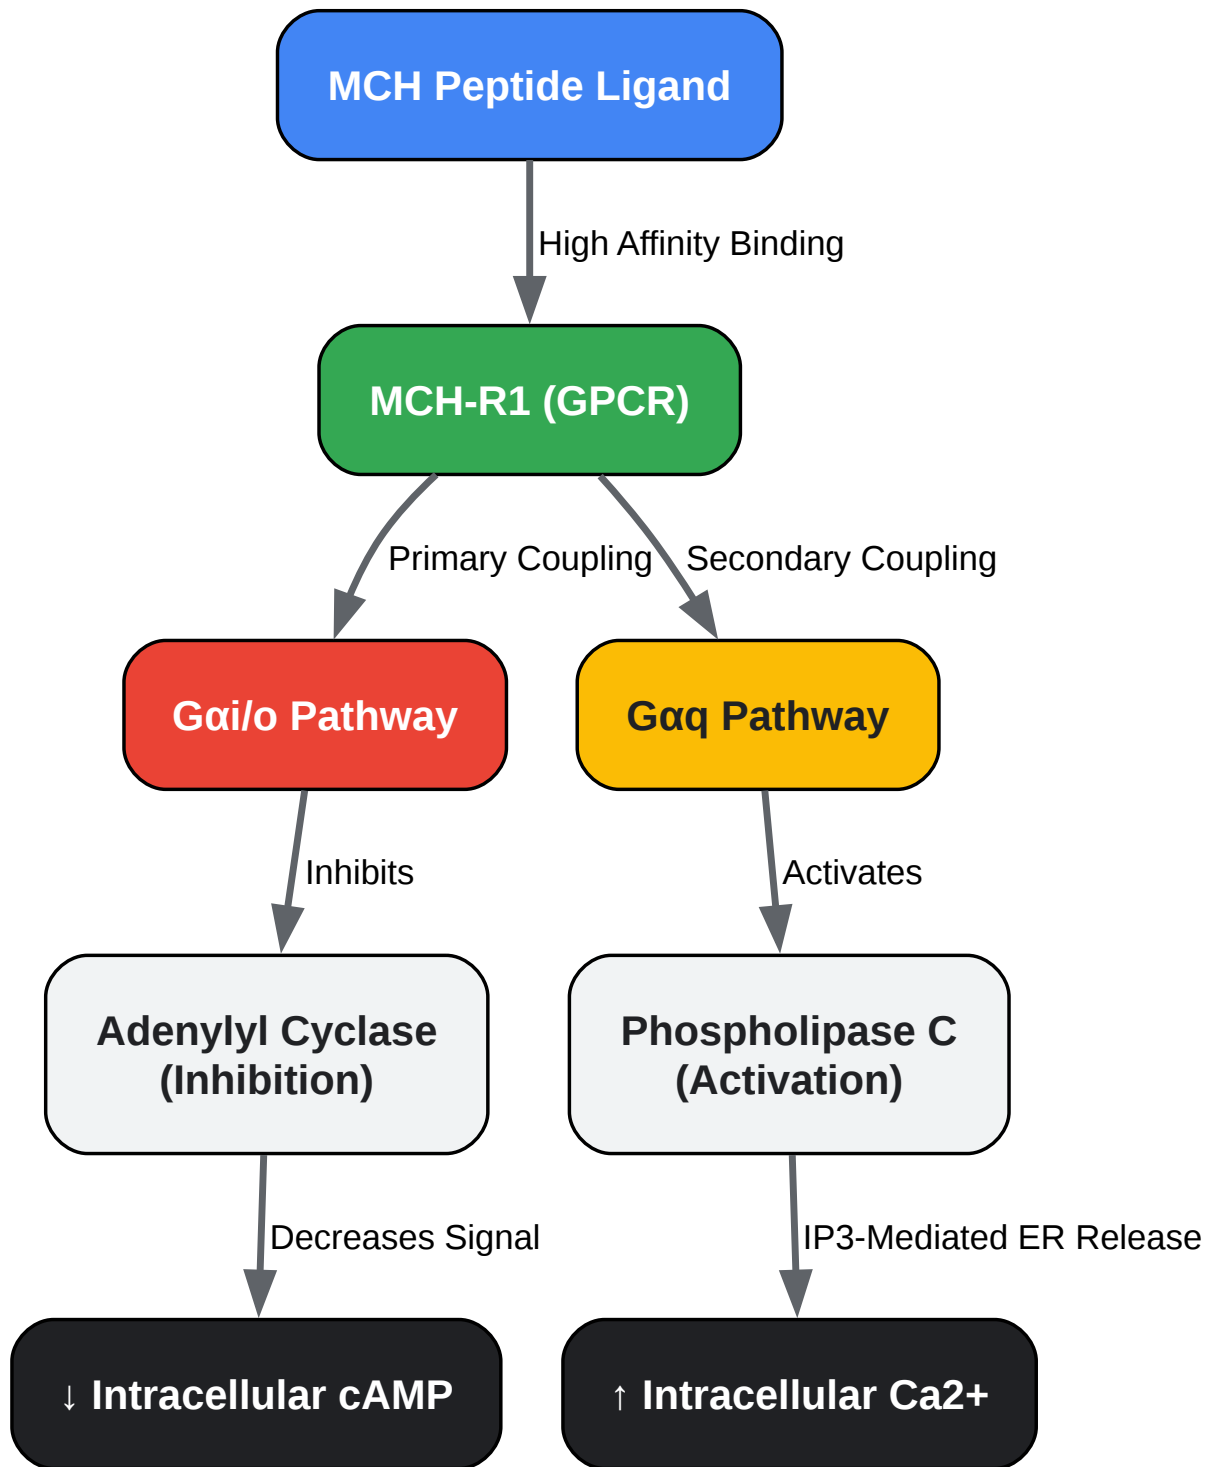 MCH Peptide Ligand
High Affinity Binding
MCH-R1 (GPCR)
Primary Coupling
Secondary Coupling
Gαi/o Pathway
Gαq Pathway
Inhibits
Activates
Adenylyl Cyclase
(Inhibition)
Phospholipase C
(Activation)
Decreases Signal
IP3-Mediated ER Release
↓ Intracellular cAMP
↑ Intracellular Ca2+